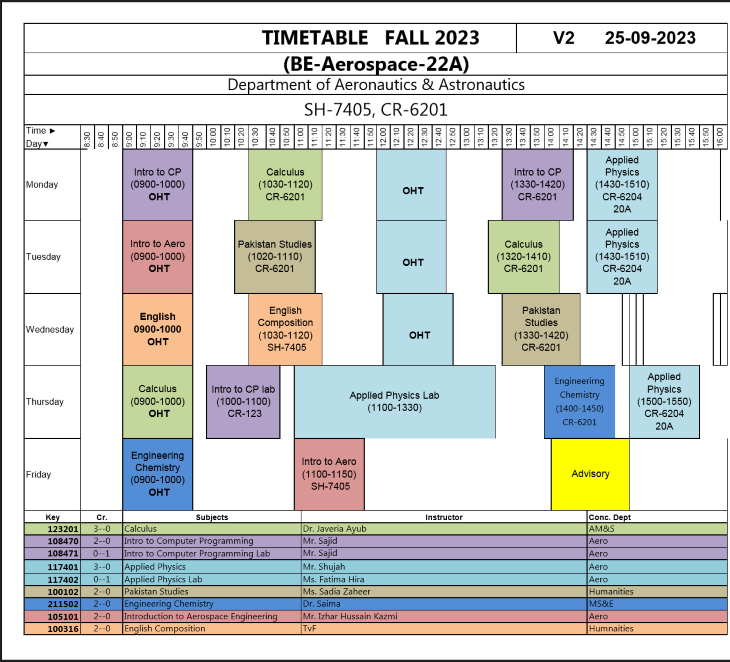 TIMETABLE FALL 2023 V2 25-09-2023
(BE-Aerospace-22A)
Department of Aeronautics & Astronautics
SH-7405, CR-6201
Time ►
Day▼
8:30 8:40 8:50 9:00 9:10 9:20 9:30 9:40 9:50 10:00 10:10 10:20 10:30 10:40 10:50 11:00 11:10 11:20 11:30 11:40 11:50 12:00 12:10 12:20 12:30 12:40 12:50 13:00 13:10 13:20 13:30 13:40 13:50 14:00 14:10 14:20 14:30 14:40 14:50 15:00 15:10 15:20 15:30 15:40 15:50 16:00
Monday
Intro to CP
(0900-1000)
OHT
Calculus
(1030-1120)
CR-6201
OHT
Intro to CP
(1330-1420)
CR-6201
Applied
Physics
(1430-1510)
CR-6204
20A
Tuesday
Intro to Aero
(0900-1000)
OHT
Pakistan Studies
(1020-1110)
CR-6201
OHT
Calculus
(1320-1410)
CR-6201
Applied
Physics
(1430-1510)
CR-6204
20A
Wednesday
English
0900-1000
OHT
English
Composition
(1030-1120)
SH-7405
OHT
Pakistan
Studies
(1330-1420)
CR-6201
Thursday
Calculus
(0900-1000)
OHT
Intro to CP lab
(1000-1100)
CR-123
Applied Physics Lab
(1100-1330)
Engineering
Chemistry
(1400-1450)
CR-6201
Applied
Physics
(1500-1550)
CR-6204
20A
Friday
Engineering
Chemistry
(0900-1000)
OHT
Intro to Aero
(1100-1150)
SH-7405
Advisory
Key Cr. Subjects Instructor Conc. Dept
123201 3--0 Calculus Dr. Javeria Ayub AM&S
108470 2--0 Intro to Computer Programming Mr. Sajid Aero
108471 0--1 Intro to Computer Programming Lab Mr. Sajid Aero
117401 3--0 Applied Physics Mr. Shujah Aero
117402 0--1 Applied Physics Lab Ms. Fatima Hira Aero
100102 2--0 Pakistan Studies Ms. Sadia Zaheer Humanities
211502 2--0 Engineering Chemistry Dr. Saima MS&E
105101 2--0 Introduction to Aerospace Engineering Mr. Izhar Hussain Kazmi Aero
100316 2--0 English Composition TvF Humnaities